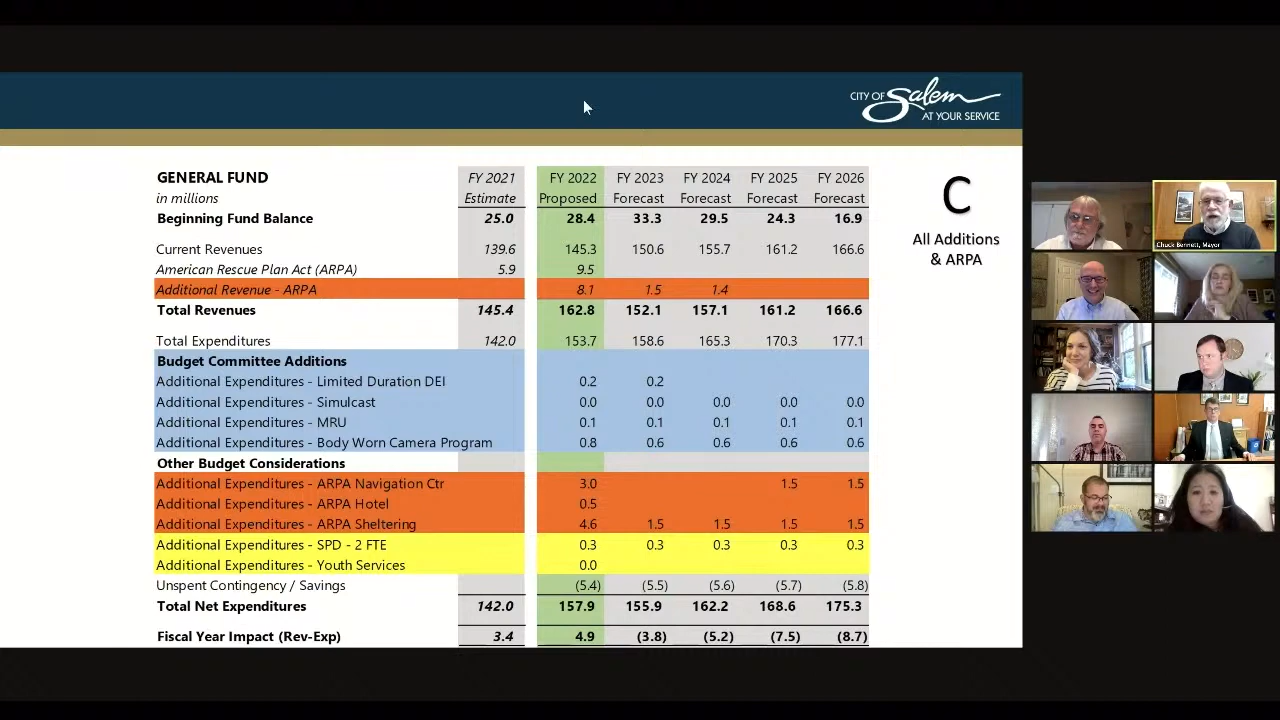 CITY OF Salem
AT YOUR SERVICE
GENERAL FUND FY 2021 FY 2022 FY 2023 FY 2024 FY 2025 FY 2026
in millions Estimate Proposed Forecast Forecast Forecast Forecast
Beginning Fund Balance 25.0 28.4 33.3 29.5 24.3 16.9
Current Revenues 139.6 145.3 150.6 155.7 161.2 166.6
American Rescue Plan Act (ARPA) 5.9 9.5
Additional Revenue - ARPA 8.1 1.5 1.4
Total Revenues 145.4 162.8 152.1 157.1 161.2 166.6
Total Expenditures 142.0 153.7 158.6 165.3 170.3 177.1
Budget Committee Additions
Additional Expenditures - Limited Duration DEI 0.2 0.2
Additional Expenditures - Simulcast 0.0 0.0 0.0 0.0 0.0
Additional Expenditures - MRU 0.1 0.1 0.1 0.1 0.1
Additional Expenditures - Body Worn Camera Program 0.8 0.6 0.6 0.6 0.6
Other Budget Considerations
Additional Expenditures - ARPA Navigation Ctr 3.0 1.5 1.5
Additional Expenditures - ARPA Hotel 0.5
Additional Expenditures - ARPA Sheltering 4.6 1.5 1.5 1.5 1.5
Additional Expenditures - SPD - 2 FTE 0.3 0.3 0.3 0.3 0.3
Additional Expenditures - Youth Services 0.0
Unspent Contingency / Savings (5.4) (5.5) (5.6) (5.7) (5.8)
Total Net Expenditures 142.0 157.9 155.9 162.2 168.6 175.3
Fiscal Year Impact (Rev-Exp) 3.4 4.9 (3.8) (5.2) (7.5) (8.7)
C
All Additions
& ARPA
Chuck Bennett, Mayor